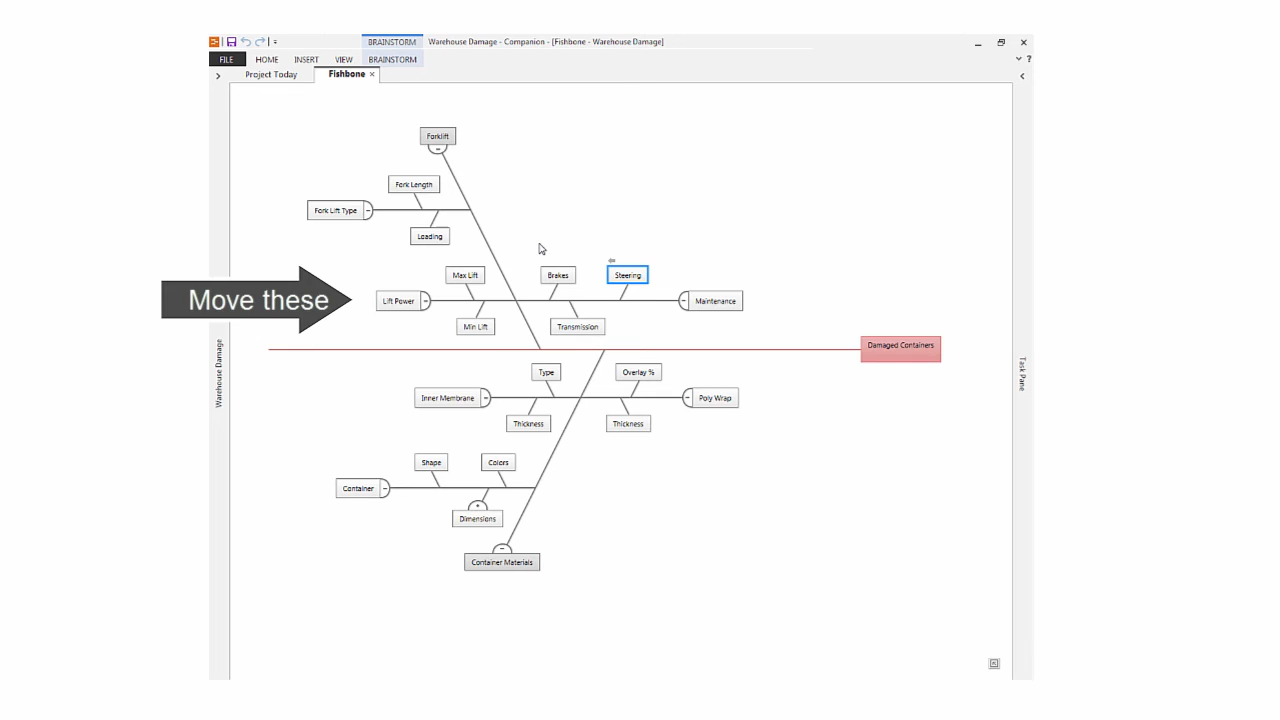 BRAINSTORM Warehouse Damage - Companion - [Fishbone - Warehouse Damage]
FILE HOME INSERT VIEW BRAINSTORM ?
Project Today Fishbone
Forklift
Fork Length
Fork Lift Type
Loading
Max Lift Brakes Steering
Move these
Lift Power Maintenance
Min Lift Transmission
Damaged Containers
Warehouse Damage
Task Pane
Type Overlay %
Inner Membrane Poly Wrap
Thickness Thickness
Shape Colors
Container
Dimensions
Container Materials